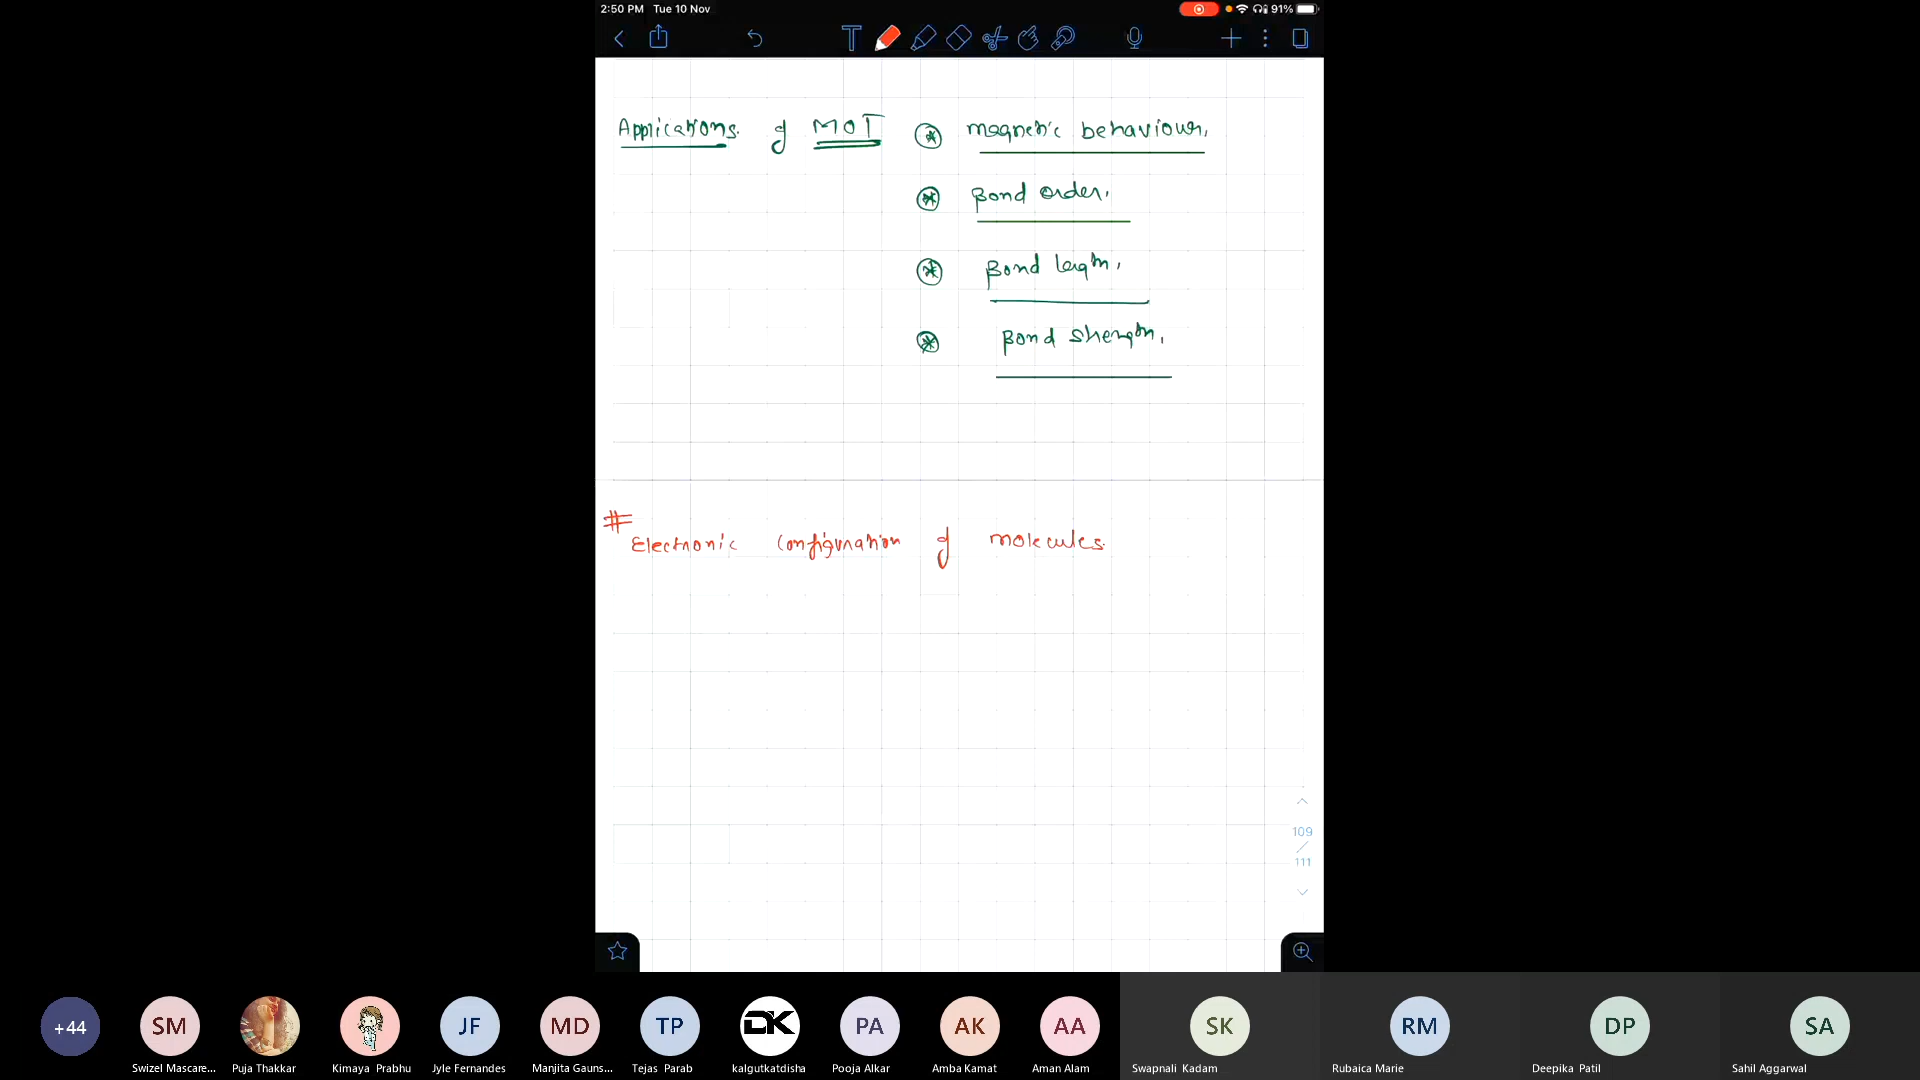 2:50 PM Tue 10 Nov
91%
Applications of MOT * magnetic behaviour,
* Bond order,
* Bond length,
* Bond strength,
# Electronic configuration of molecules.
109
/
111
+44 SM JF MD TP DK PA AK AA SK RM DP SA
Swizel Mascare... Puja Thakkar Kimaya Prabhu Jyle Fernandes Manjita Gauns... Tejas Parab kalgutkatdisha Pooja Alkar Amba Kamat Aman Alam Swapnali Kadam Rubaica Marie Deepika Patil Sahil Aggarwal